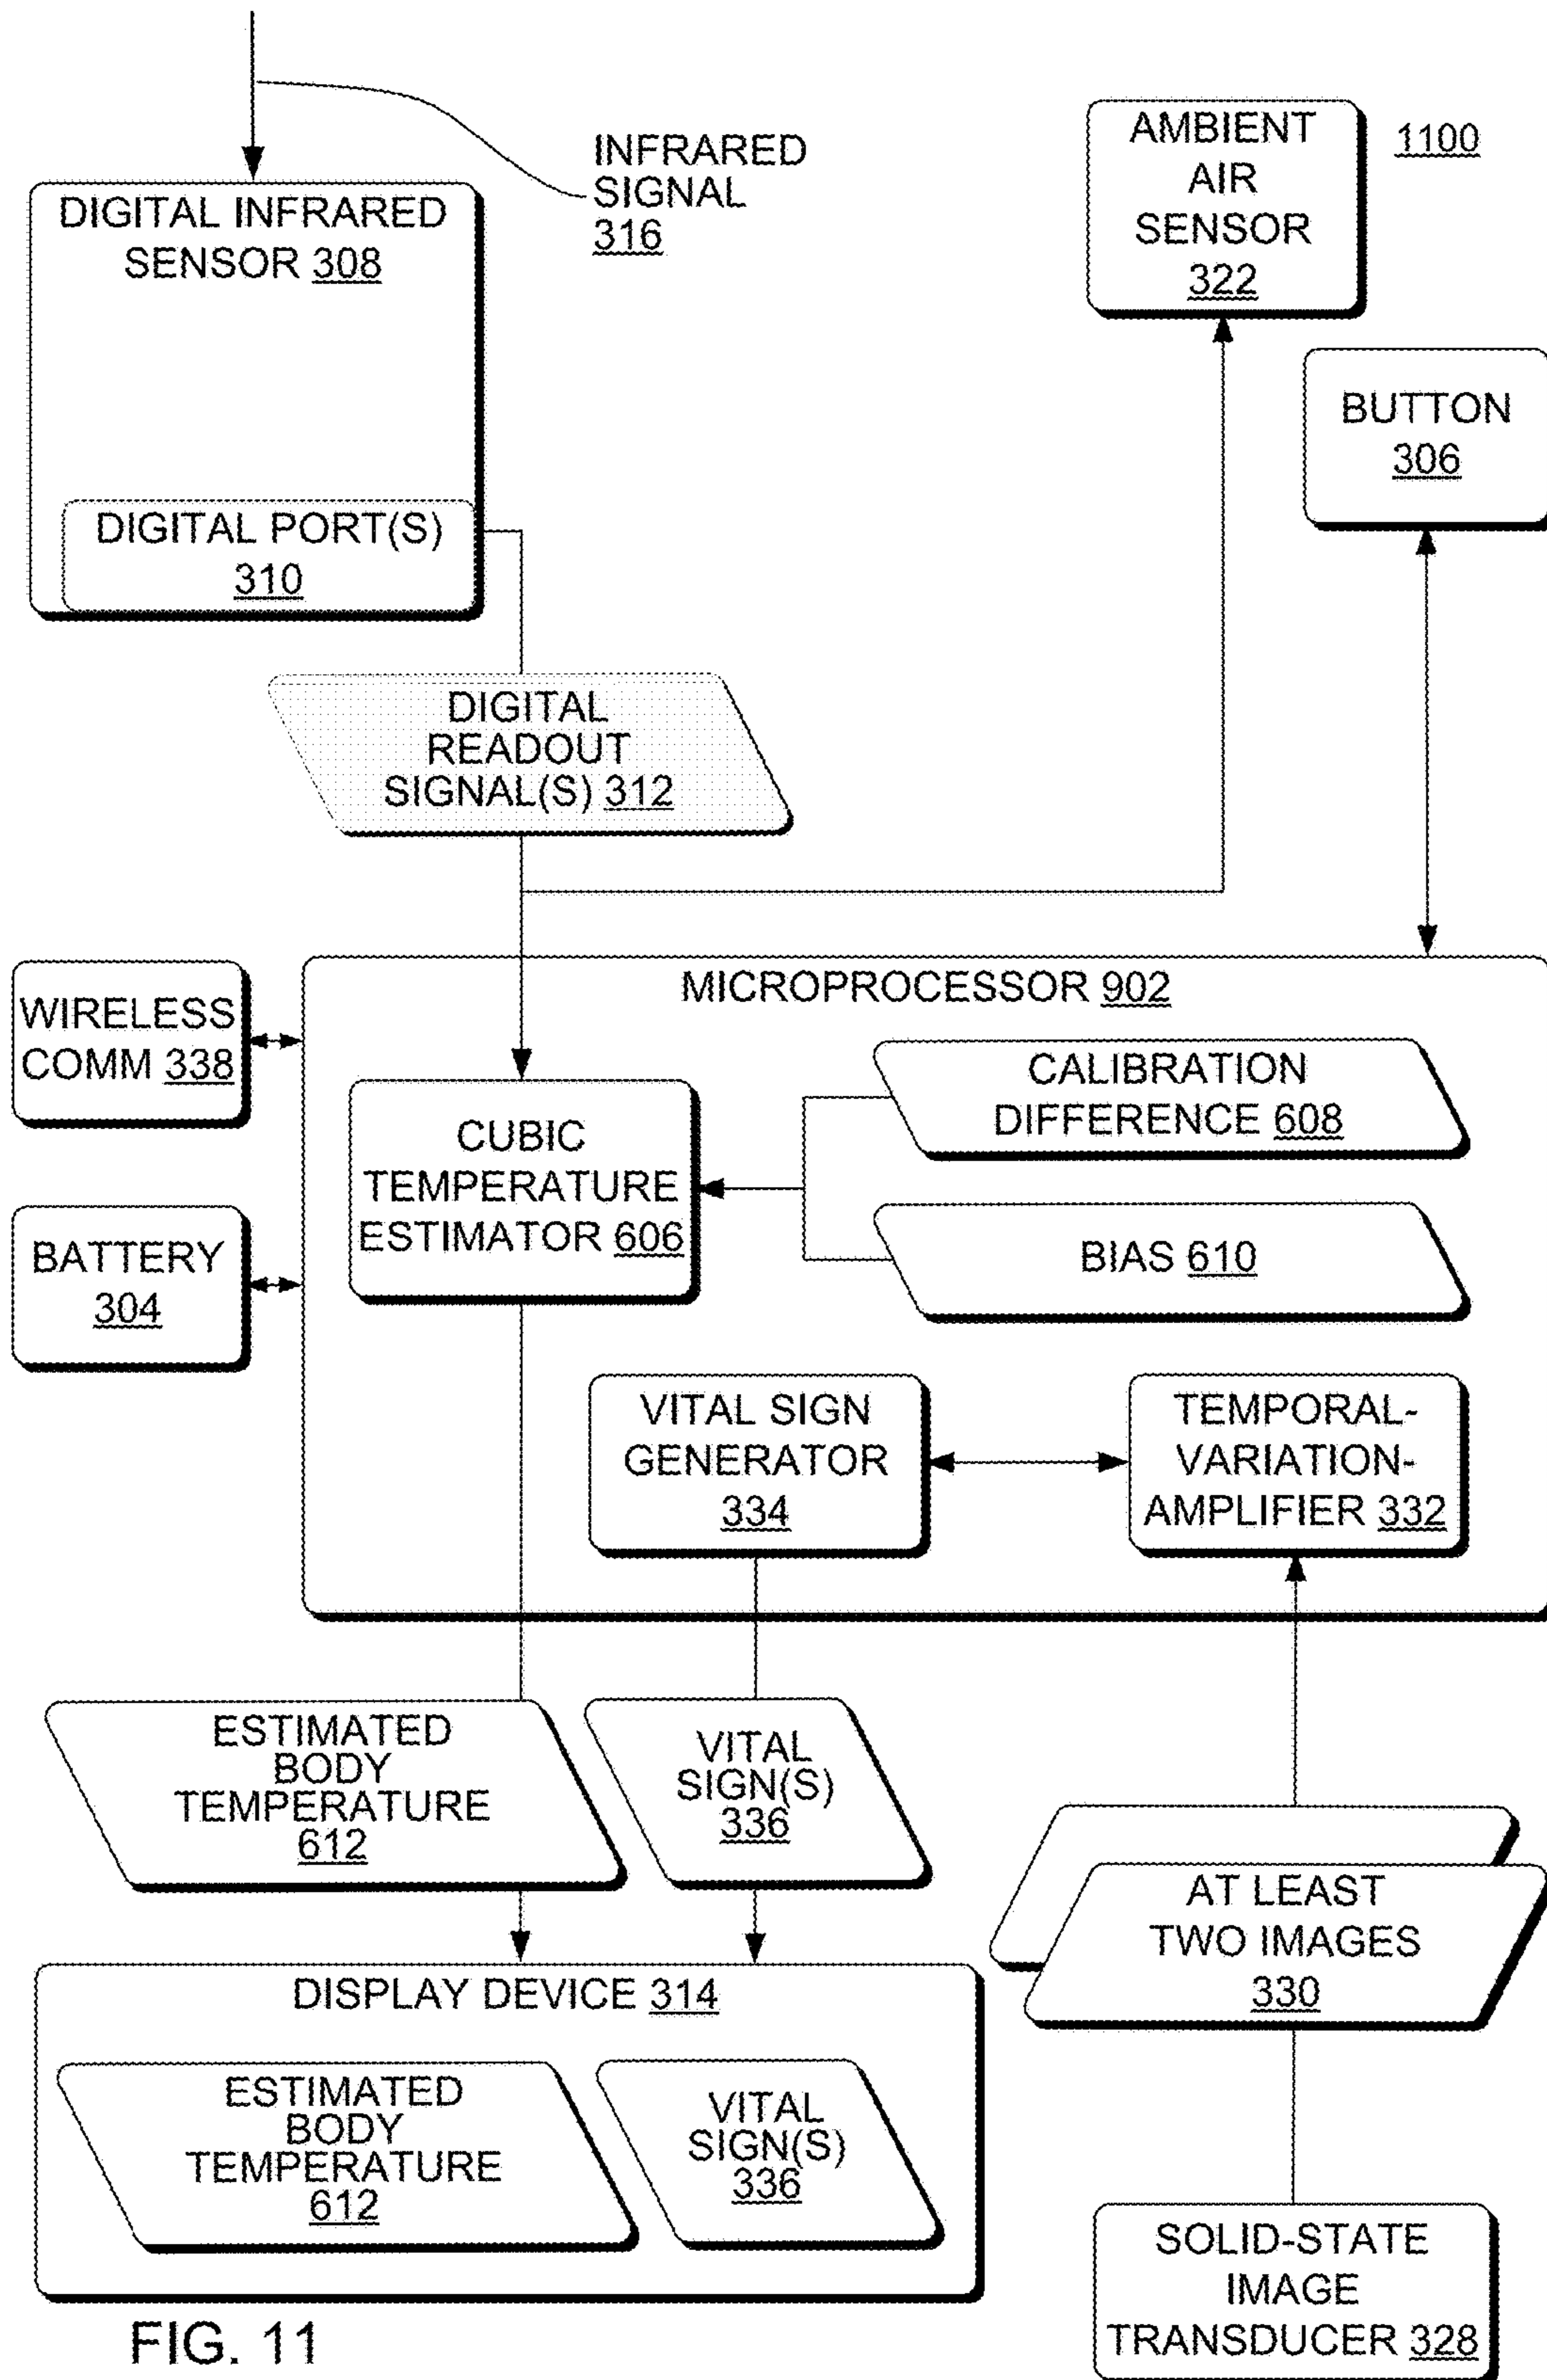 INFRARED
SIGNAL
316
AMBIENT
AIR
SENSOR
322
1100
DIGITAL INFRARED
SENSOR 308
BUTTON
306
DIGITAL PORT(S)
310
DIGITAL
READOUT
SIGNAL(S) 312
MICROPROCESSOR 902
WIRELESS
COMM 338
CALIBRATION
DIFFERENCE 608
CUBIC
TEMPERATURE
ESTIMATOR 606
BATTERY
304
BIAS 610
VITAL SIGN
GENERATOR
334
TEMPORAL-
VARIATION-
AMPLIFIER 332
ESTIMATED
BODY
TEMPERATURE
612
VITAL
SIGN(S)
336
AT LEAST
TWO IMAGES
330
DISPLAY DEVICE 314
ESTIMATED
BODY
TEMPERATURE
612
VITAL
SIGN(S)
336
SOLID-STATE
IMAGE
TRANSDUCER 328
FIG. 11